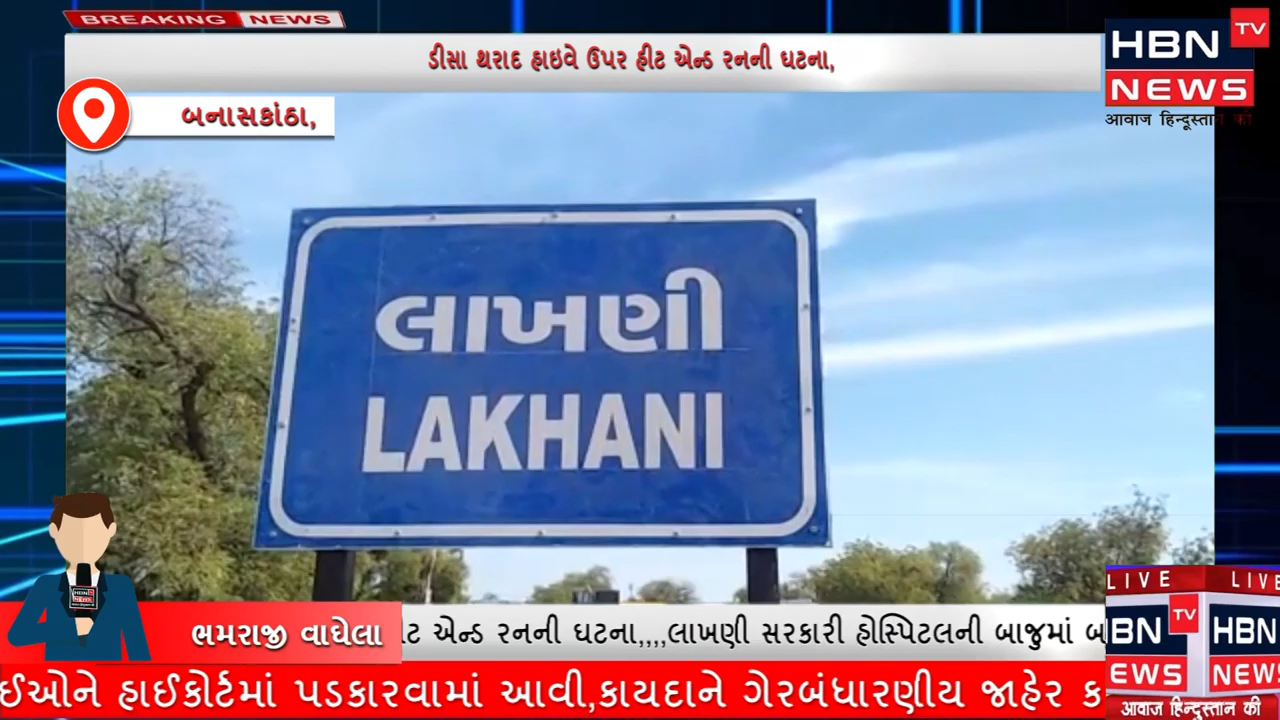 BREAKING NEWS
ડીસા થરાદ હાઇવે ઉપર હીટ એન્ડ રનની ઘટના,
HBN TV
NEWS
आवाज हिन्दूस्तान की
બનાસકાંઠા,
લાખણી
LAKHANI
HBN
NEWS
LIVE LIVE
ભમરાજી વાઘેલા
એન્ડ રનની ઘટના,,,,લાખણી સરકારી હોસ્પિટલની બાજુમાં
BN TV HBN
EWS NEWS
હાઈકોર્ટમાં પડકારવામાં આવી,કાયદાને ગેરબંધારણીય જાહેર
आवाज हिन्दूस्तान की